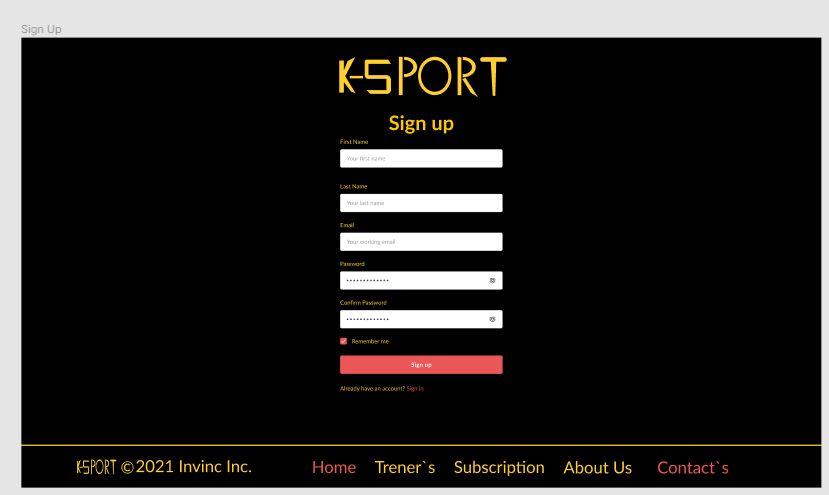 Sign Up
K-SPORT
Sign up
First Name
Your first name
Last Name
Your last name
Email
Your working email
Password
•••••••••••••
Confirm Password
•••••••••••••
Remember me
Sign up
Already have an account? Sign In
K-SPORT ©2021 Invinc Inc. Home Trener`s Subscription About Us Contact`s